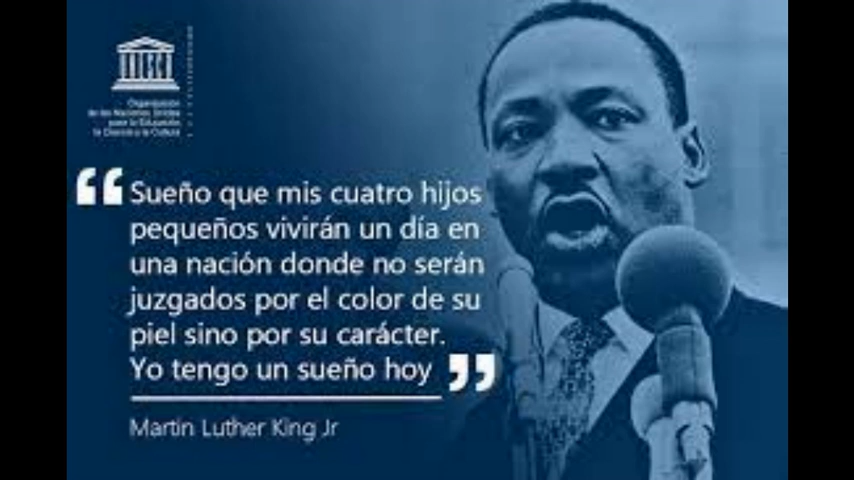 Organización
de las Naciones Unidas
para la Educación,
la Ciencia y la Cultura
“Sueño que mis cuatro hijos
pequeños vivirán un día en
una nación donde no serán
juzgados por el color de su
piel sino por su carácter.
Yo tengo un sueño hoy”
Martin Luther King Jr